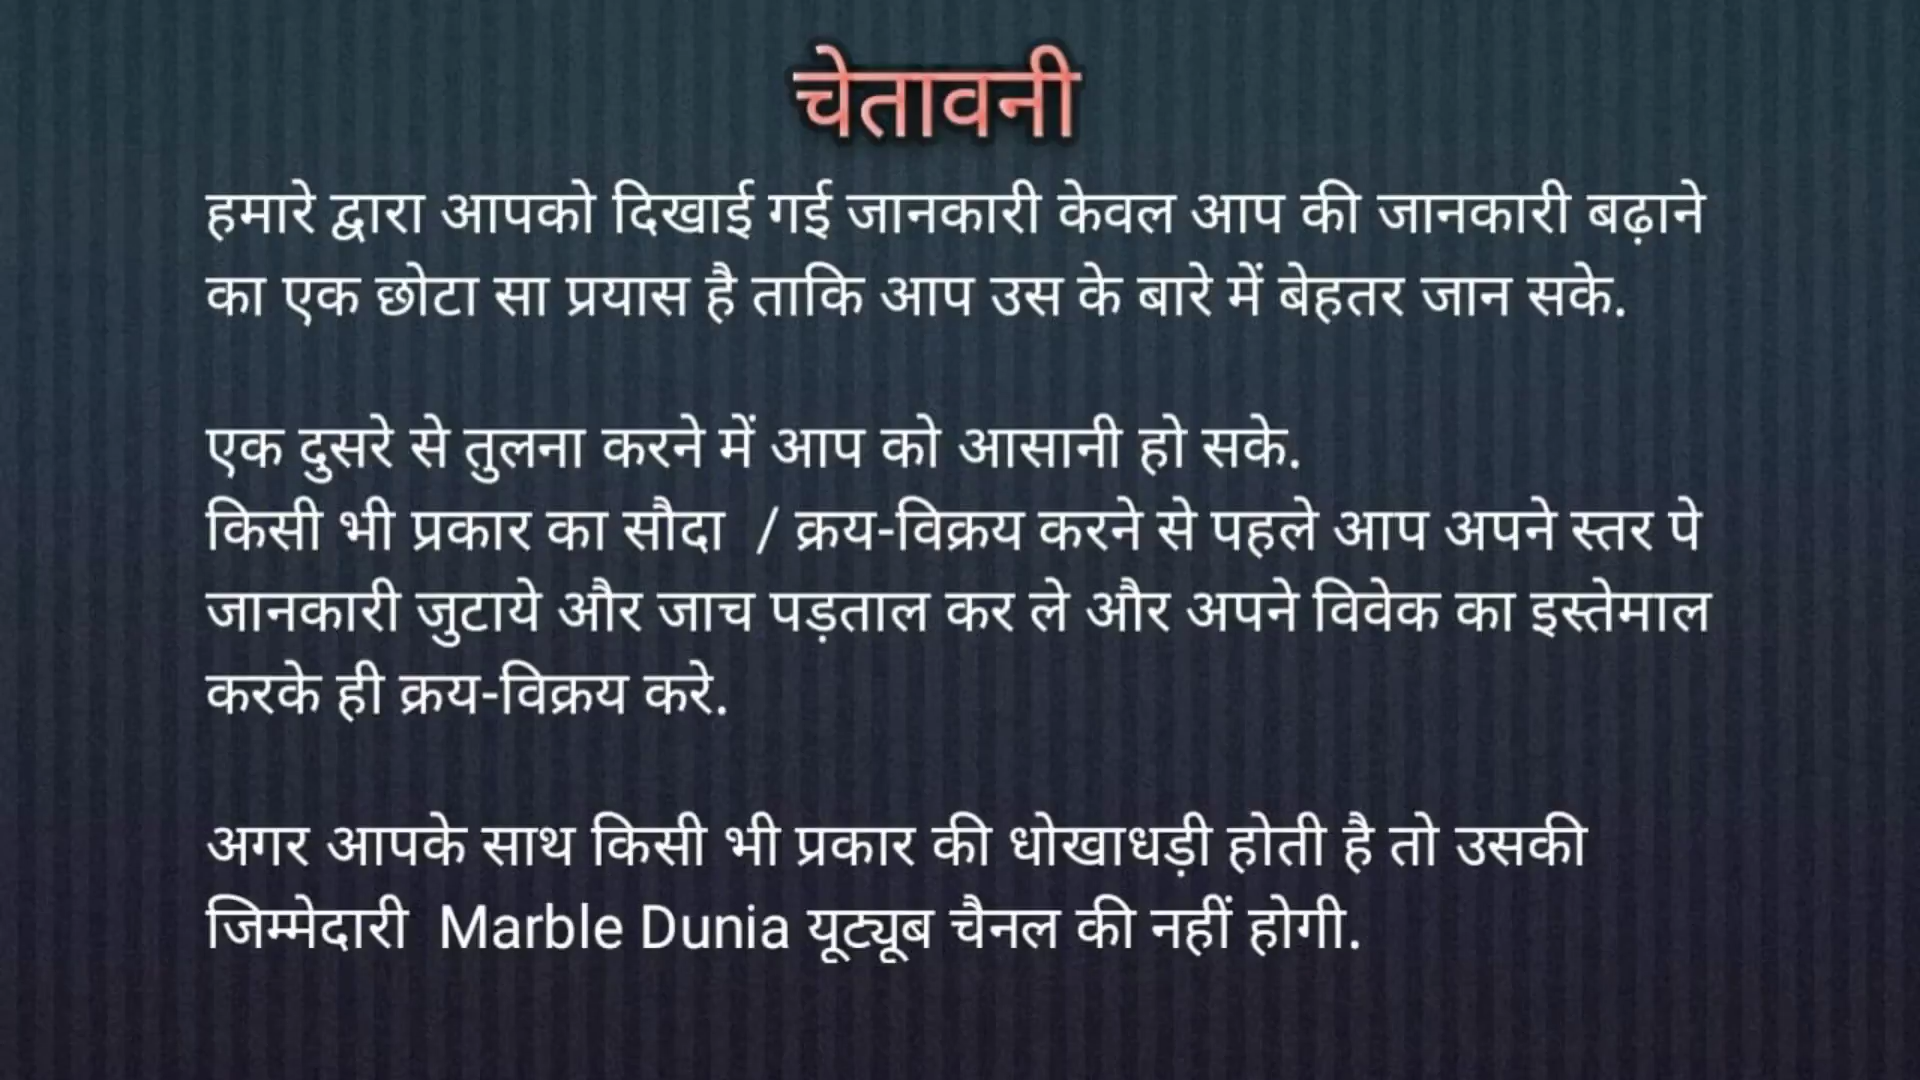 चेतावनी
हमारे द्वारा आपको दिखाई गई जानकारी केवल आप की जानकारी बढ़ाने
का एक छोटा सा प्रयास है ताकि आप उस के बारे में बेहतर जान सके.
एक दुसरे से तुलना करने में आप को आसानी हो सके.
किसी भी प्रकार का सौदा / क्रय-विक्रय करने से पहले आप अपने स्तर पे
जानकारी जुटाये और जाच पड़ताल कर ले और अपने विवेक का इस्तेमाल
करके ही क्रय-विक्रय करे.
अगर आपके साथ किसी भी प्रकार की धोखाधड़ी होती है तो उसकी
जिम्मेदारी Marble Dunia यूट्यूब चैनल की नहीं होगी.